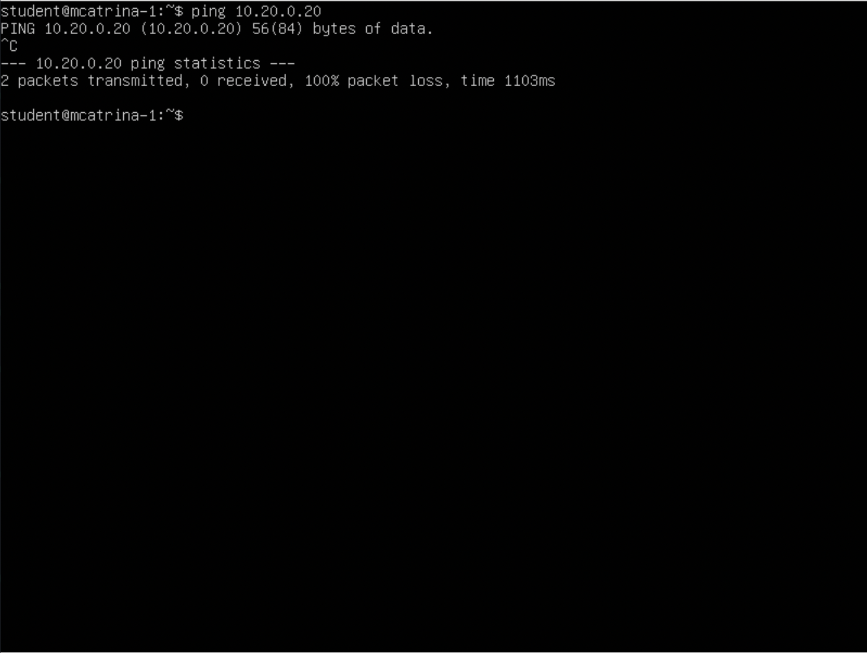 student@mcatrina-1:~$ ping 10.20.0.20
PING 10.20.0.20 (10.20.0.20) 56(84) bytes of data.
^C
--- 10.20.0.20 ping statistics ---
2 packets transmitted, 0 received, 100% packet loss, time 1103ms
student@mcatrina-1:~$